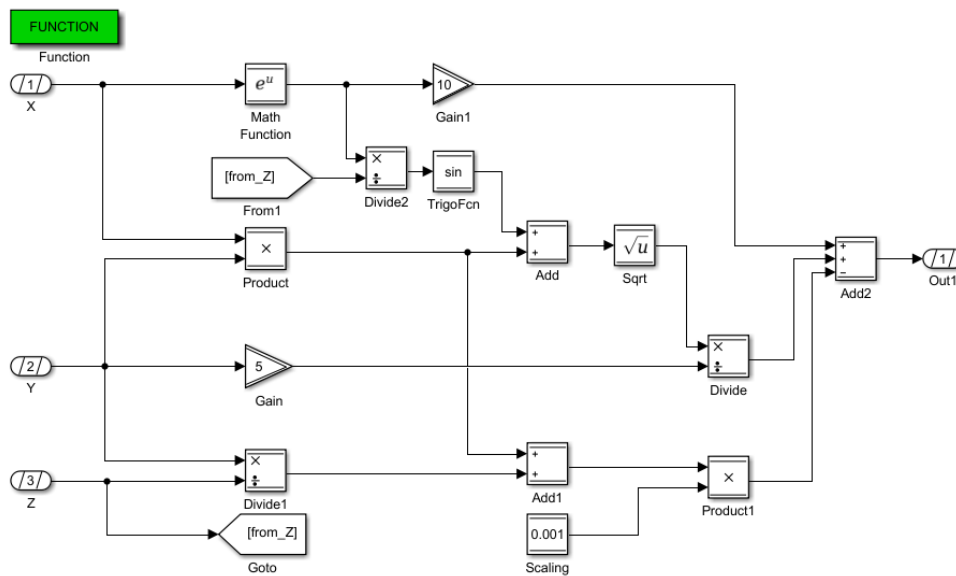 FUNCTION
Function
1
X
e^u
Math
Function
10
Gain1
[from_Z]
From1
×
÷
Divide2
sin
TrigoFcn
×
Product
+
+
Add
√u
Sqrt
+
+
−
Add2
1
Out1
2
Y
5
Gain
×
÷
Divide
3
Z
×
÷
Divide1
+
+
Add1
×
Product1
[from_Z]
Goto
0.001
Scaling